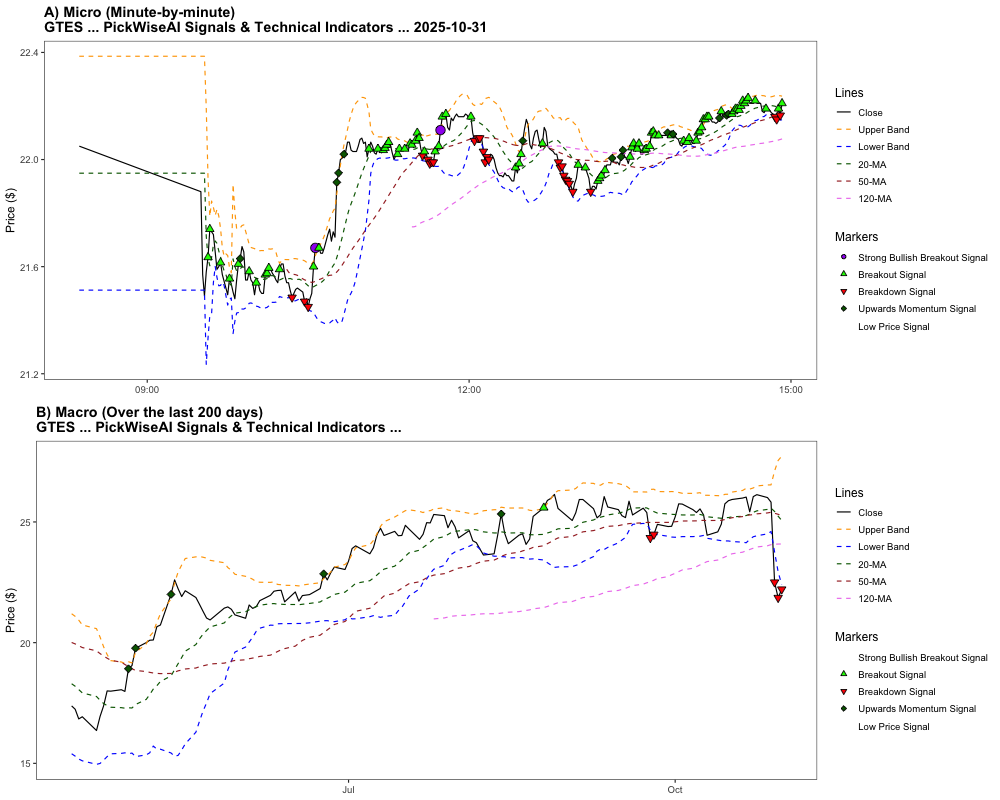 A) Micro (Minute-by-minute)
GTES ... PickWiseAI Signals & Technical Indicators ... 2025-10-31
Price ($)
22.4
22.0
21.6
21.2
09:00
12:00
15:00
Lines
Close
Upper Band
Lower Band
20-MA
50-MA
120-MA
Markers
Strong Bullish Breakout Signal
Breakout Signal
Breakdown Signal
Upwards Momentum Signal
Low Price Signal
B) Macro (Over the last 200 days)
GTES ... PickWiseAI Signals & Technical Indicators ...
Price ($)
25
20
15
Jul
Oct
Lines
Close
Upper Band
Lower Band
20-MA
50-MA
120-MA
Markers
Strong Bullish Breakout Signal
Breakout Signal
Breakdown Signal
Upwards Momentum Signal
Low Price Signal